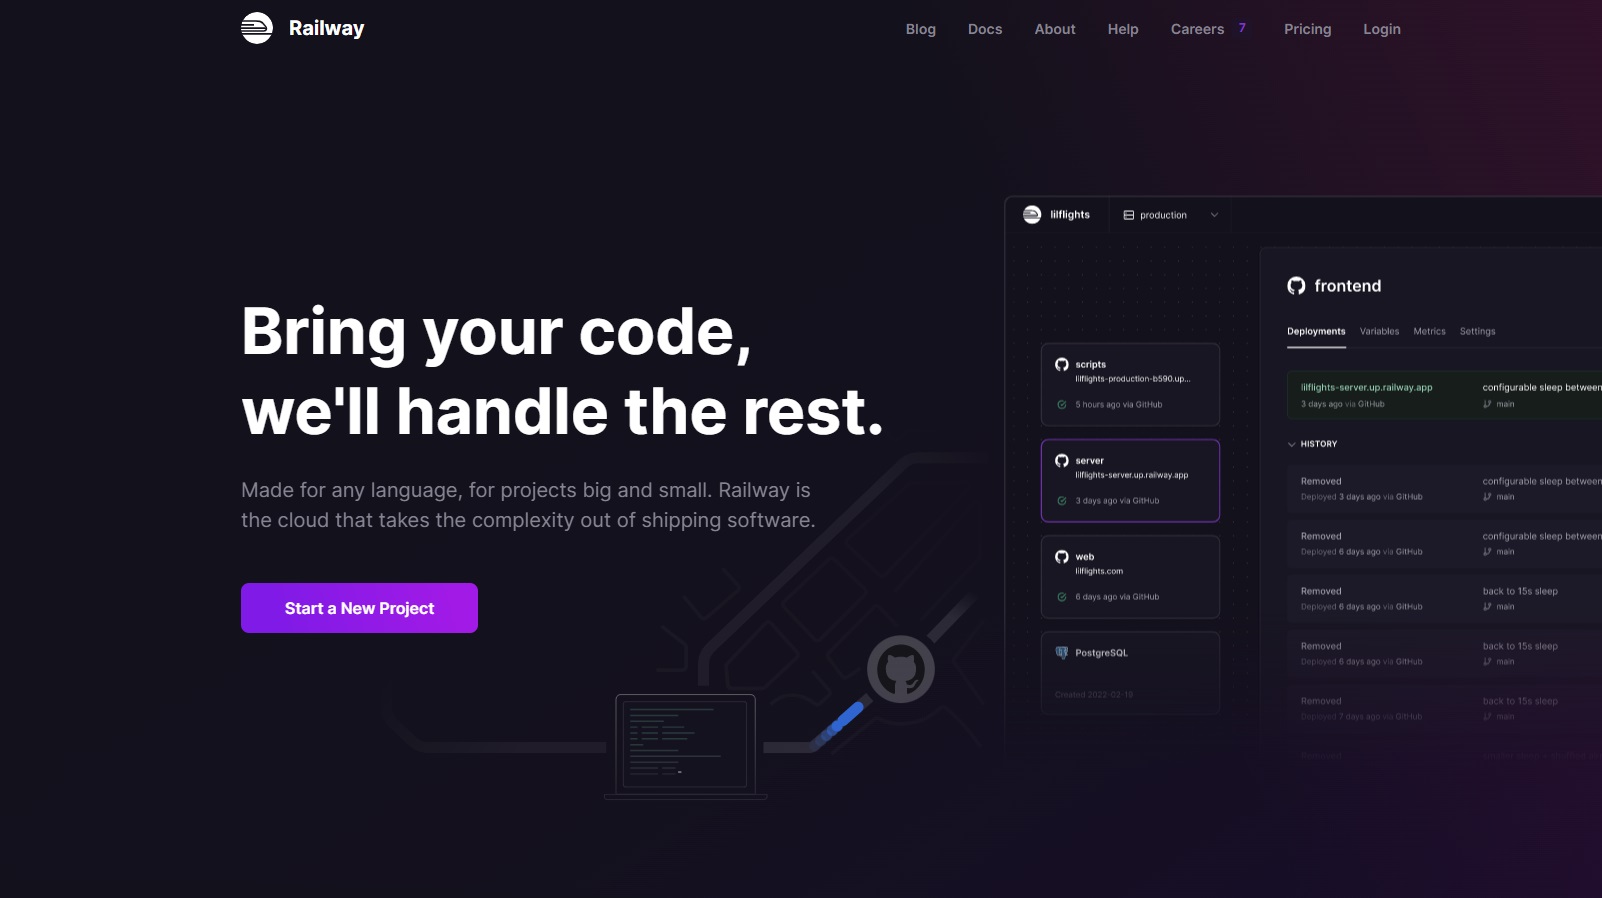 Railway
Blog Docs About Help Careers 7 Pricing Login
Bring your code,
we'll handle the rest.
Made for any language, for projects big and small. Railway is
the cloud that takes the complexity out of shipping software.
Start a New Project
lilflights production
scripts
lilflights-production-b590.up...
5 hours ago via GitHub
server
lilflights-server.up.railway.app
3 days ago via GitHub
web
lilflights.com
6 days ago via GitHub
PostgreSQL
Created 2022-02-19
frontend
Deployments Variables Metrics Settings
lilflights-server.up.railway.app configurable sleep between
3 days ago via GitHub main
HISTORY
Removed configurable sleep between
Deployed 3 days ago via GitHub main
Removed configurable sleep between
Deployed 6 days ago via GitHub main
Removed back to 15s sleep
Deployed 6 days ago via GitHub main
Removed back to 15s sleep
Deployed 6 days ago via GitHub main
Removed back to 15s sleep
Deployed 7 days ago via GitHub main
Removed